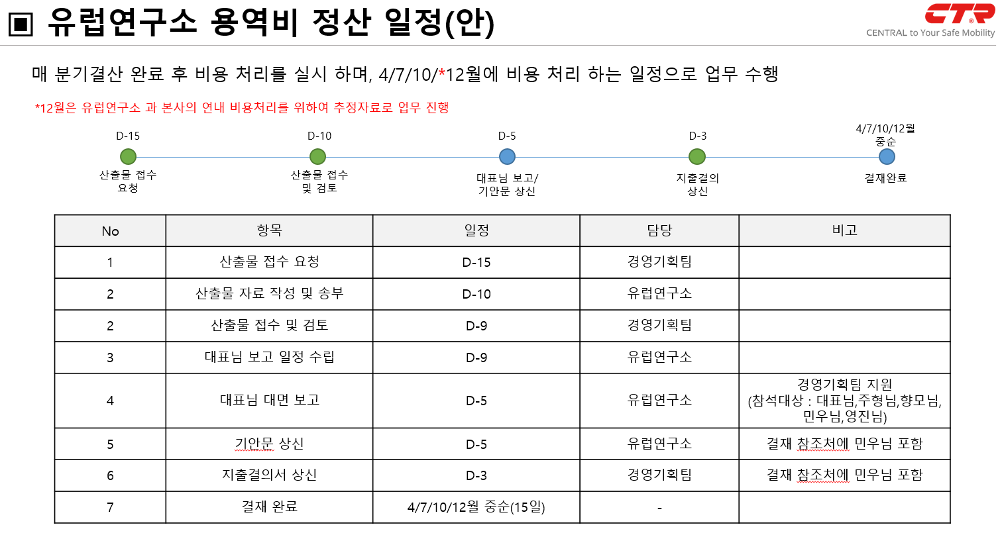 ▣ 유럽연구소 용역비 정산 일정(안)
CTR®
CENTRAL to Your Safe Mobility
매 분기결산 완료 후 비용 처리를 실시 하며, 4/7/10/*12월에 비용 처리 하는 일정으로 업무 수행
*12월은 유럽연구소 과 본사의 연내 비용처리를 위하여 추정자료로 업무 진행
D-15
산출물 접수
요청
D-10
산출물 접수
및 검토
D-5
대표님 보고/
기안문 상신
D-3
지출결의
상신
4/7/10/12월
중순
결재완료
No 항목 일정 담당 비고
1 산출물 접수 요청 D-15 경영기획팀
2 산출물 자료 작성 및 송부 D-10 유럽연구소
2 산출물 접수 및 검토 D-9 경영기획팀
3 대표님 보고 일정 수립 D-9 유럽연구소
4 대표님 대면 보고 D-5 유럽연구소 경영기획팀 지원
(참석대상 : 대표님,주형님,향모님,
민우님,영진님)
5 기안문 상신 D-5 유럽연구소 결재 참조처에 민우님 포함
6 지출결의서 상신 D-3 경영기획팀 결재 참조처에 민우님 포함
7 결재 완료 4/7/10/12월 중순(15일) -